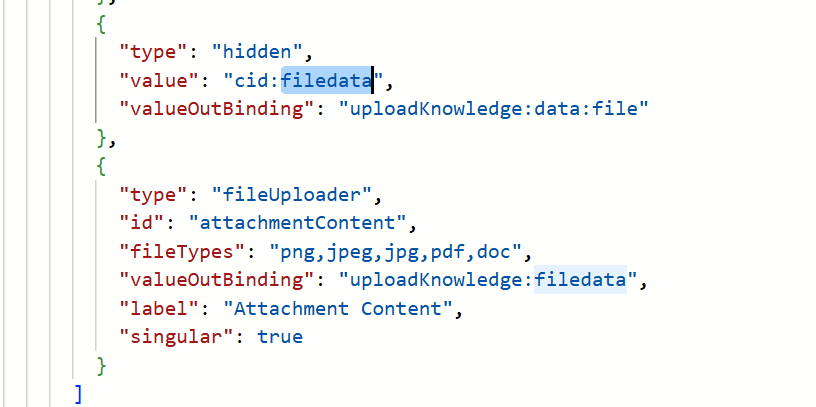 },
{
"type": "hidden",
"value": "cid:filedata",
"valueOutBinding": "uploadKnowledge:data:file"
},
{
"type": "fileUploader",
"id": "attachmentContent",
"fileTypes": "png,jpeg,jpg,pdf,doc",
"valueOutBinding": "uploadKnowledge:filedata",
"label": "Attachment Content",
"singular": true
}
]